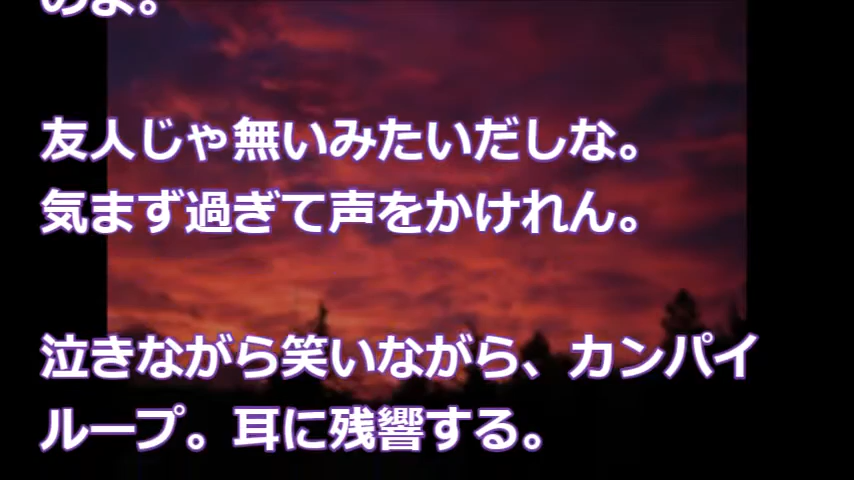 のよ。
友人じゃ無いみたいだしな。
気まず過ぎて声をかけれん。
泣きながら笑いながら、カンパイ
ループ。耳に残響する。